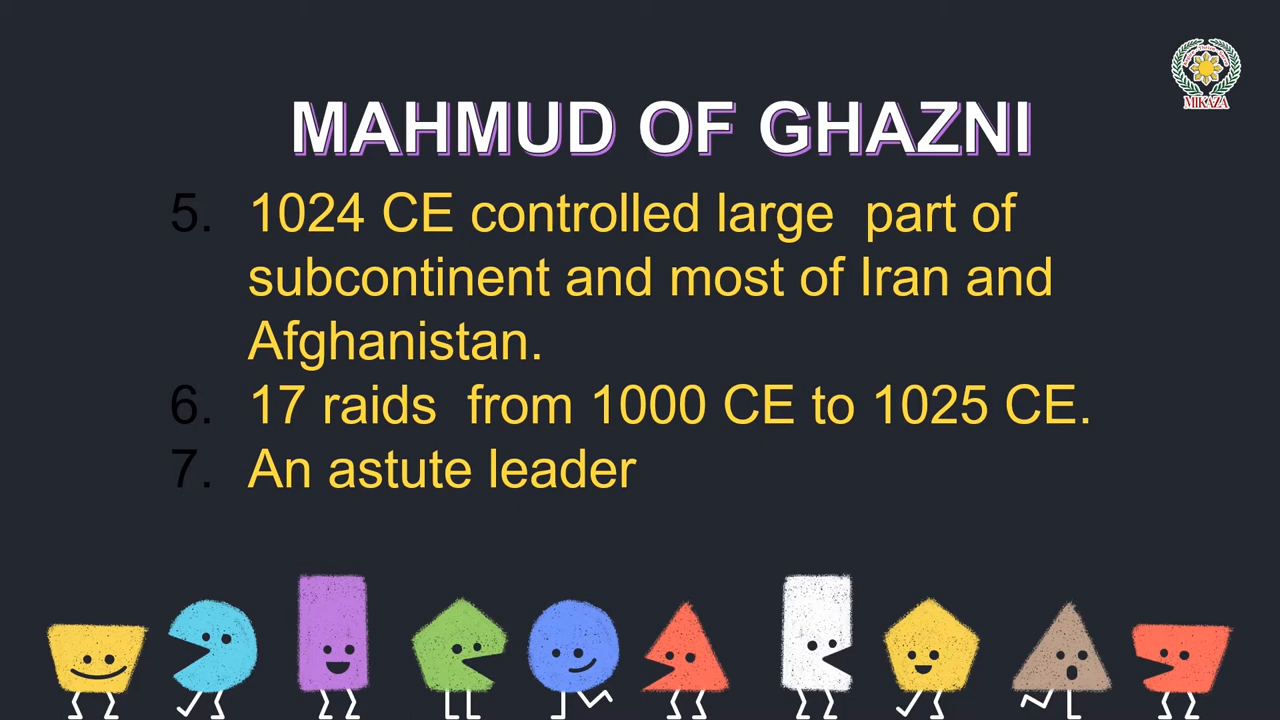 MIKAZA
MAHMUD OF GHAZNI
5. 1024 CE controlled large part of
subcontinent and most of Iran and
Afghanistan.
6. 17 raids from 1000 CE to 1025 CE.
7. An astute leader